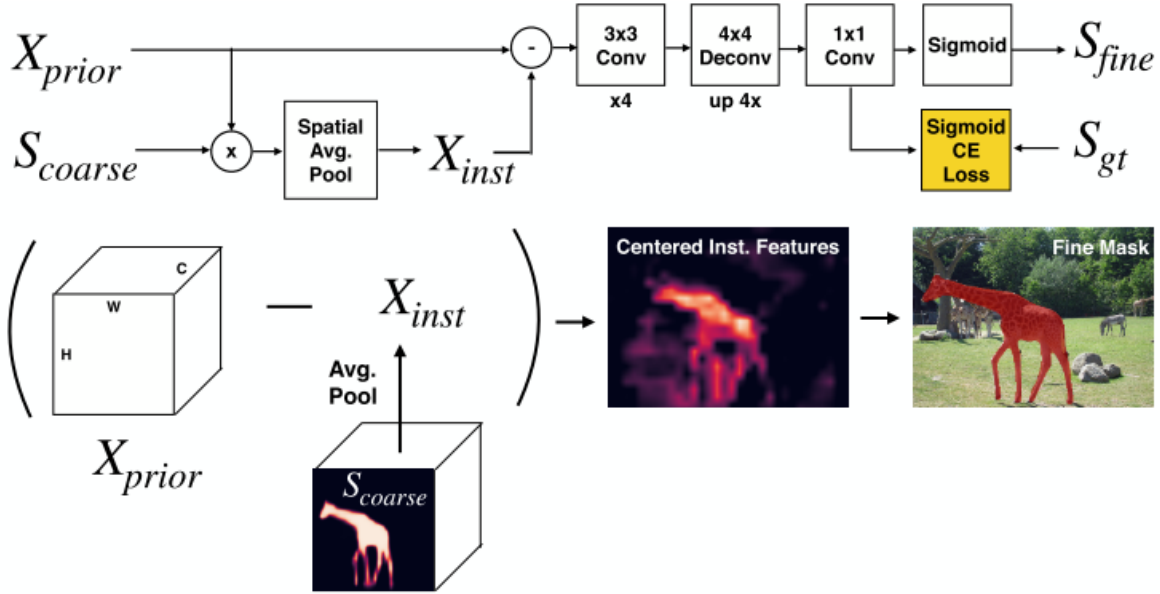 X_prior
-
3x3
Conv
x4
4x4
Deconv
up 4x
1x1
Conv
Sigmoid
S_fine
S_coarse
x
Spatial
Avg.
Pool
X_inst
Sigmoid
CE
Loss
S_gt
C
W
H
X_prior
—
X_inst
Avg.
Pool
S_coarse
Centered Inst. Features
Fine Mask